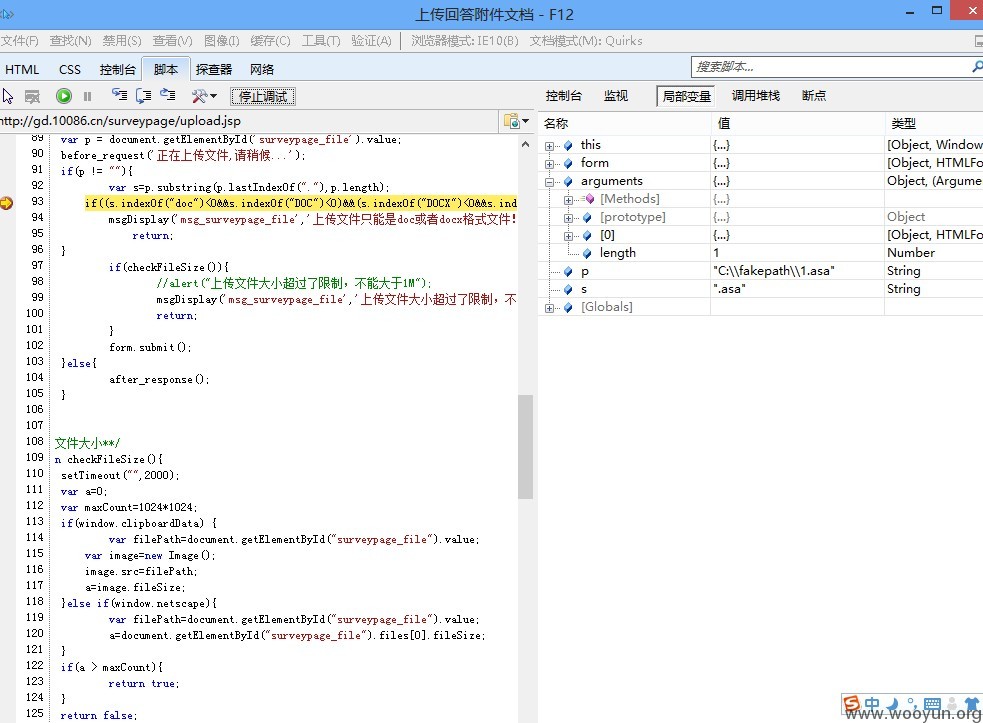 上传回答附件文档 - F12
文件(F) 查找(N) 禁用(S) 查看(V) 图像(I) 缓存(C) 工具(T) 验证(A) 浏览器模式: IE10(B) 文档模式(M): Quirks
HTML CSS 控制台 脚本 探查器 网络
搜索脚本...
停止调试
控制台 监视 局部变量 调用堆栈 断点
http://gd.10086.cn/surveypage/upload.jsp
89 var p = document.getElementById('surveypage_file').value;
90 before_request('正在上传文件,请稍候...');
91 if(p != ""){
92 var s=p.substring(p.lastIndexOf("."),p.length);
93 if((s.indexOf("doc")<0&&s.indexOf("DOC")<0)&&(s.indexOf("DOCX")<0&&s.ind
94 msgDisplay('msg_surveypage_file','上传文件只能是doc或者docx格式文件!
95 return;
96 }
97 if(checkFileSize()){
98 //alert("上传文件大小超过了限制，不能大于1M");
99 msgDisplay('msg_surveypage_file','上传文件大小超过了限制，不
100 return;
101 }
102 form.submit();
103 }else{
104 after_response();
105 }
106
107
108 文件大小**/
109 n checkFileSize(){
110 setTimeout("",2000);
111 var a=0;
112 var maxCount=1024*1024;
113 if(window.clipboardData) {
114 var filePath=document.getElementById("surveypage_file").value;
115 var image=new Image();
116 image.src=filePath;
117 a=image.fileSize;
118 }else if(window.netscape){
119 var filePath=document.getElementById("surveypage_file").value;
120 a=document.getElementById("surveypage_file").files[0].fileSize;
121 }
122 if(a > maxCount){
123 return true;
124 }
125 return false;
名称 值 类型
this {...} [Object, Window
form {...} [Object, HTMLFo
arguments {...} Object, (Argume
[Methods] {...}
[prototype] {...} Object
[0] {...} [Object, HTMLFo
length 1 Number
p "C:\\fakepath\\1.asa" String
s ".asa" String
[Globals]
中
www.wooyun.org